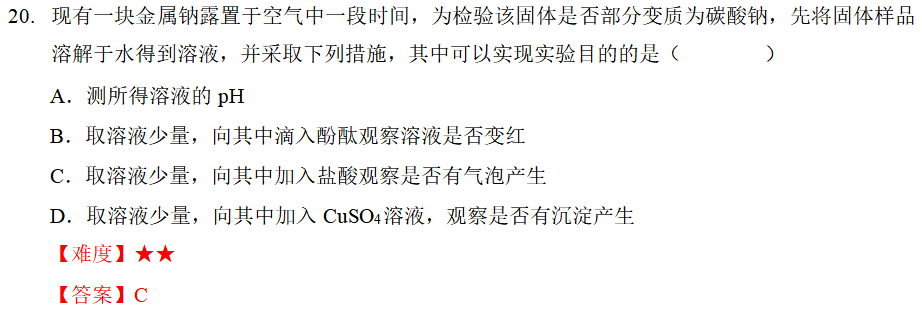 20. 现有一块金属钠露置于空气中一段时间，为检验该固体是否部分变质为碳酸钠，先将固体样品
溶解于水得到溶液，并采取下列措施，其中可以实现实验目的的是（　　　　）
A．测所得溶液的 pH
B．取溶液少量，向其中滴入酚酞观察溶液是否变红
C．取溶液少量，向其中加入盐酸观察是否有气泡产生
D．取溶液少量，向其中加入 CuSO₄溶液，观察是否有沉淀产生
【难度】★★
【答案】C